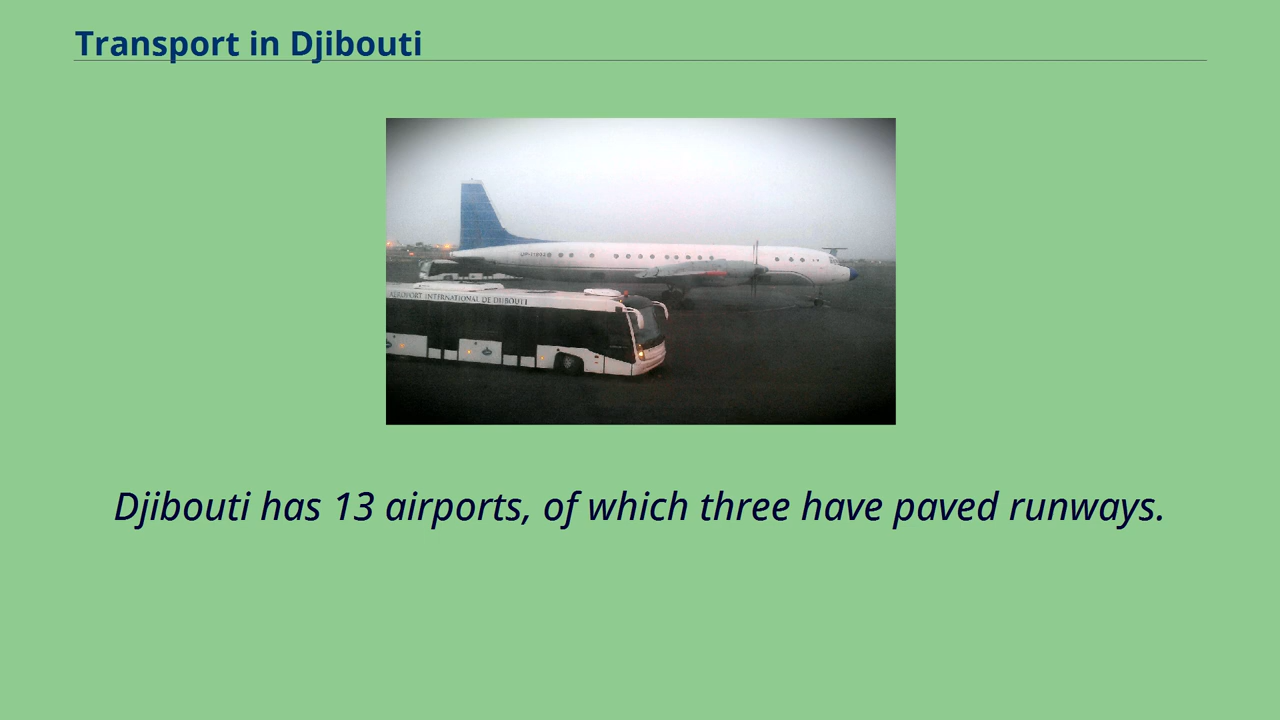 Transport in Djibouti
AEROPORT INTERNATIONAL DE DJIBOUTI
Djibouti has 13 airports, of which three have paved runways.